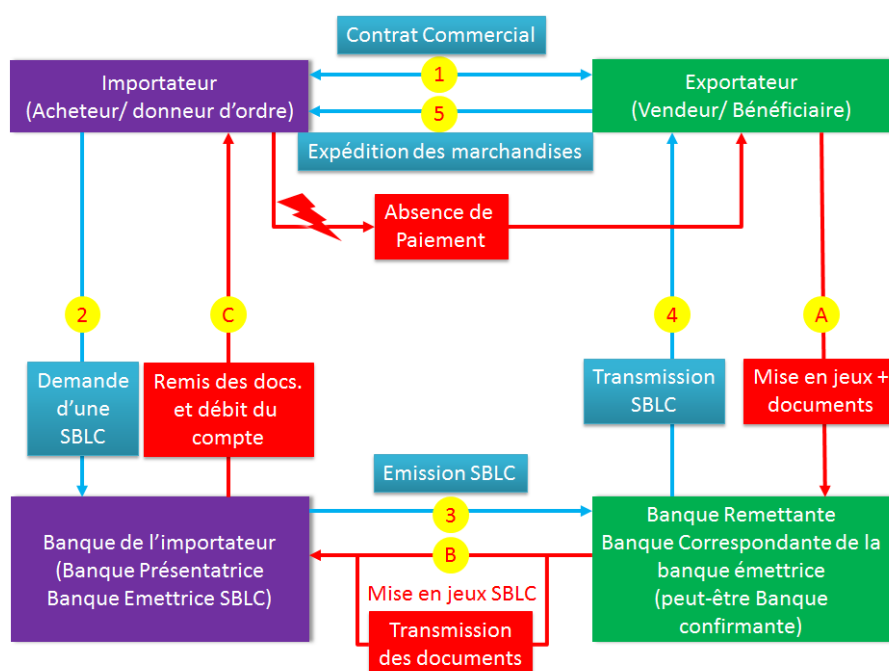 Contrat Commercial
1
Importateur
(Acheteur/ donneur d'ordre)
Exportateur
(Vendeur/ Bénéficiaire)
5
Expédition des marchandises
Absence de
Paiement
2
C
4
A
Demande
d'une
SBLC
Remis des docs.
et débit du
compte
Transmission
SBLC
Mise en jeux +
documents
Emission SBLC
3
Banque de l'importateur
(Banque Présentatrice
Banque Emettrice SBLC)
Banque Remettante
Banque Correspondante de la
banque émettrice
(peut-être Banque
confirmante)
B
Mise en jeux SBLC
Transmission
des documents